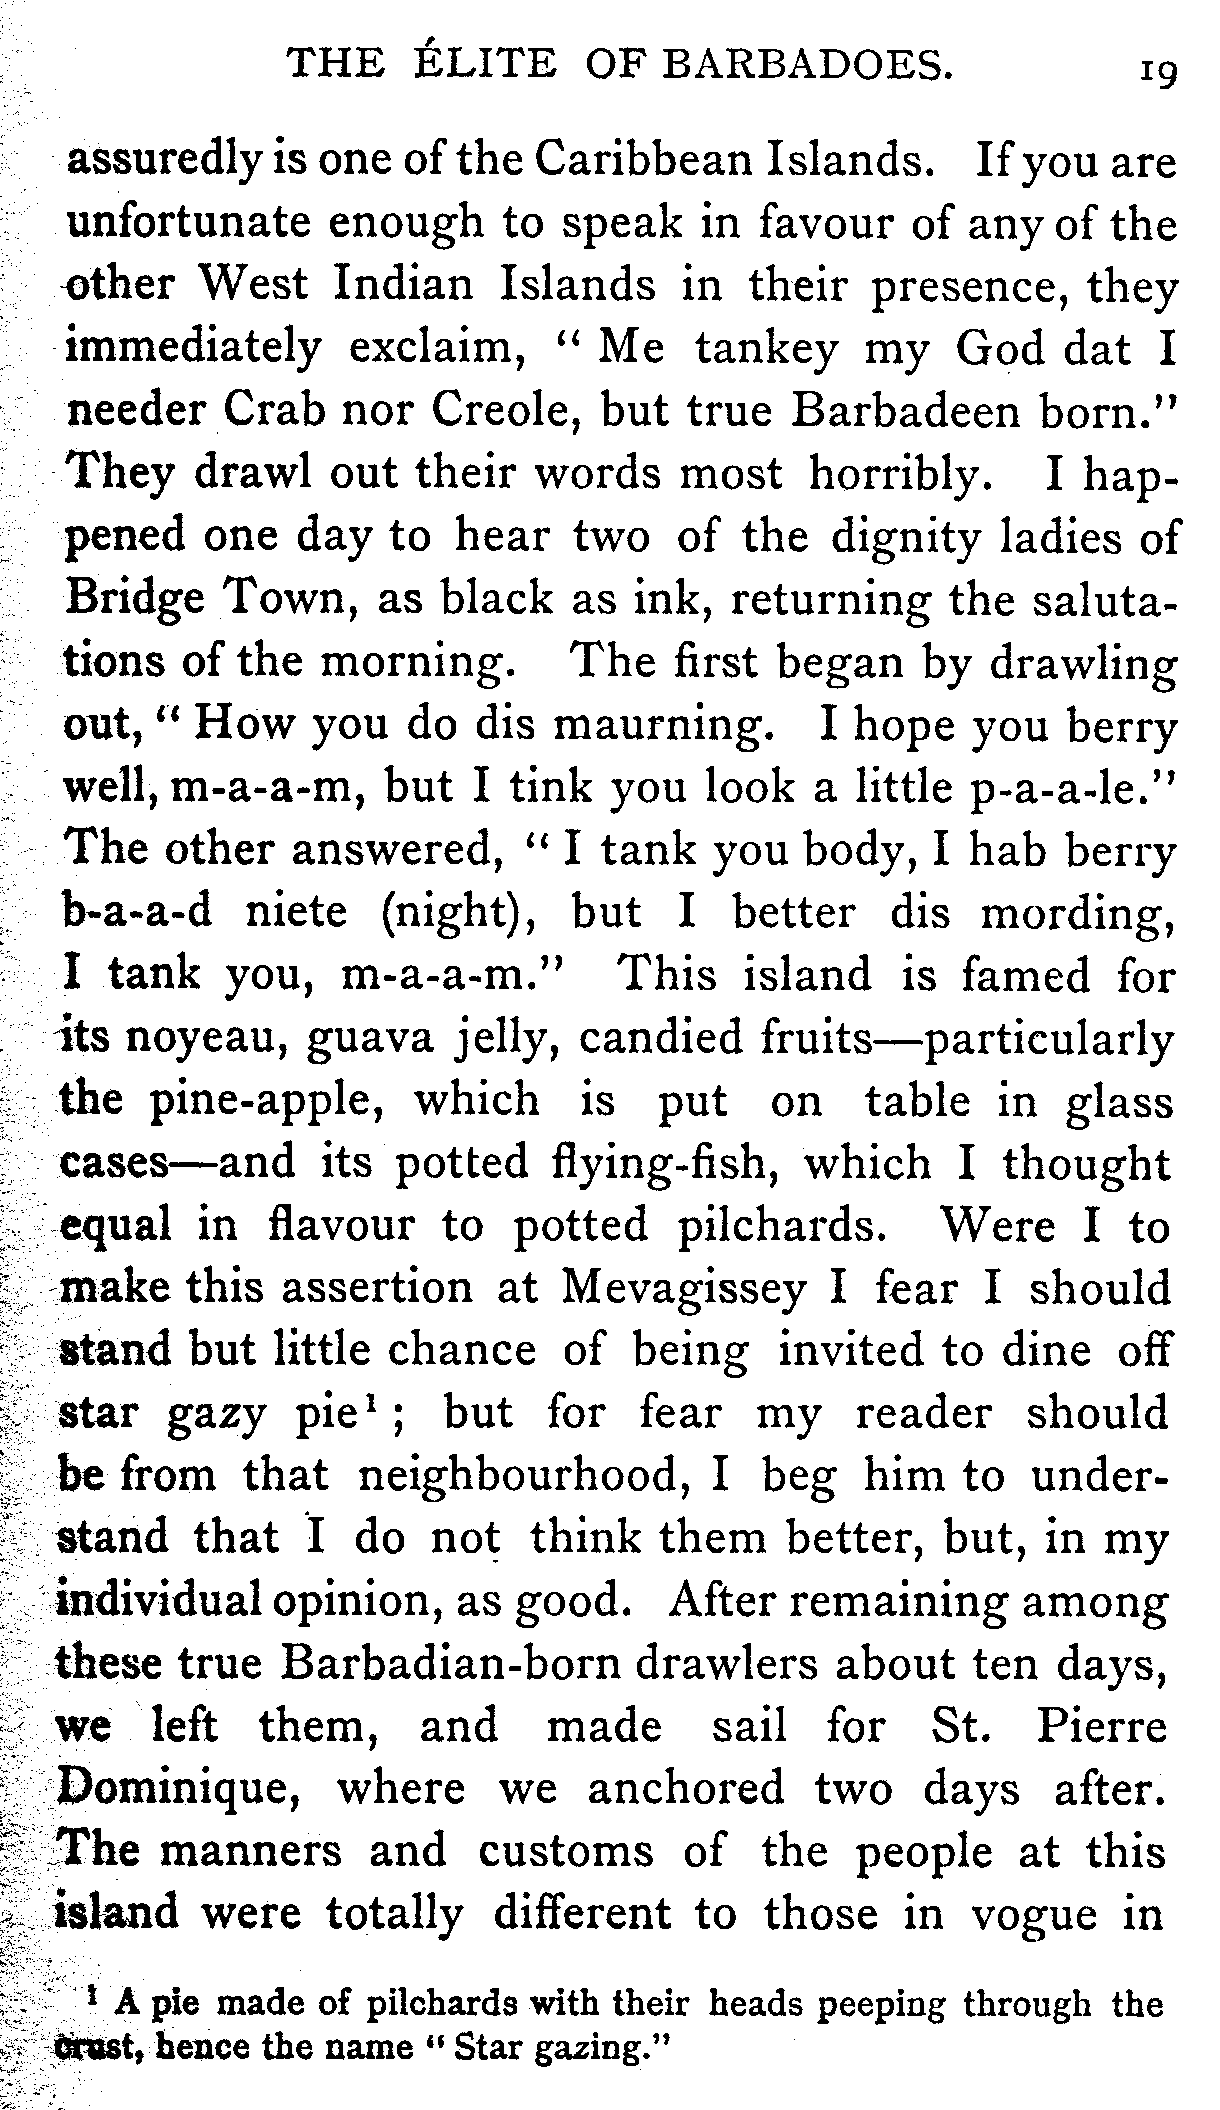 THE ÉLITE OF BARBADOES. 19
assuredly is one of the Caribbean Islands. If you are
unfortunate enough to speak in favour of any of the
other West Indian Islands in their presence, they
immediately exclaim, " Me tankey my God dat I
needer Crab nor Creole, but true Barbadeen born."
They drawl out their words most horribly. I hap-
pened one day to hear two of the dignity ladies of
Bridge Town, as black as ink, returning the saluta-
tions of the morning. The first began by drawling
out, " How you do dis maurning. I hope you berry
well, m-a-a-m, but I tink you look a little p-a-a-le."
The other answered, " I tank you body, I hab berry
b-a-a-d niete (night), but I better dis mording,
I tank you, m-a-a-m." This island is famed for
its noyeau, guava jelly, candied fruits—particularly
the pine-apple, which is put on table in glass
cases—and its potted flying-fish, which I thought
equal in flavour to potted pilchards. Were I to
make this assertion at Mevagissey I fear I should
stand but little chance of being invited to dine off
star gazy pie¹ ; but for fear my reader should
be from that neighbourhood, I beg him to under-
stand that I do not think them better, but, in my
individual opinion, as good. After remaining among
these true Barbadian-born drawlers about ten days,
we left them, and made sail for St. Pierre
Dominique, where we anchored two days after.
The manners and customs of the people at this
island were totally different to those in vogue in
¹ A pie made of pilchards with their heads peeping through the
crust, hence the name " Star gazing."